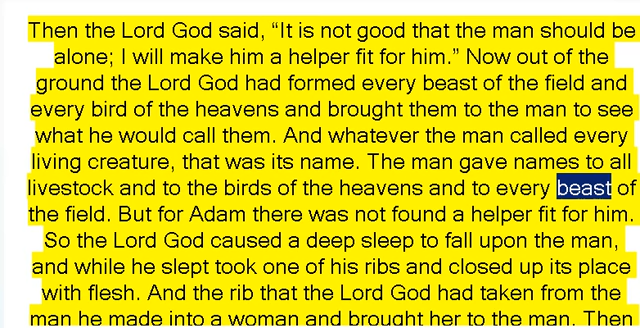 Then the Lord God said, “It is not good that the man should be
alone; I will make him a helper fit for him.” Now out of the
ground the Lord God had formed every beast of the field and
every bird of the heavens and brought them to the man to see
what he would call them. And whatever the man called every
living creature, that was its name. The man gave names to all
livestock and to the birds of the heavens and to every beast of
the field. But for Adam there was not found a helper fit for him.
So the Lord God caused a deep sleep to fall upon the man,
and while he slept took one of his ribs and closed up its place
with flesh. And the rib that the Lord God had taken from the
man he made into a woman and brought her to the man. Then